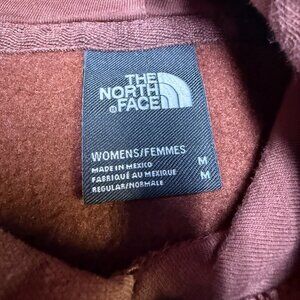 THE
NORTH
®FACE
WOMENS/FEMMES M
MADE IN MEXICO
FABRIQUÉ AU MEXIQUE M
REGULAR/NORMALE